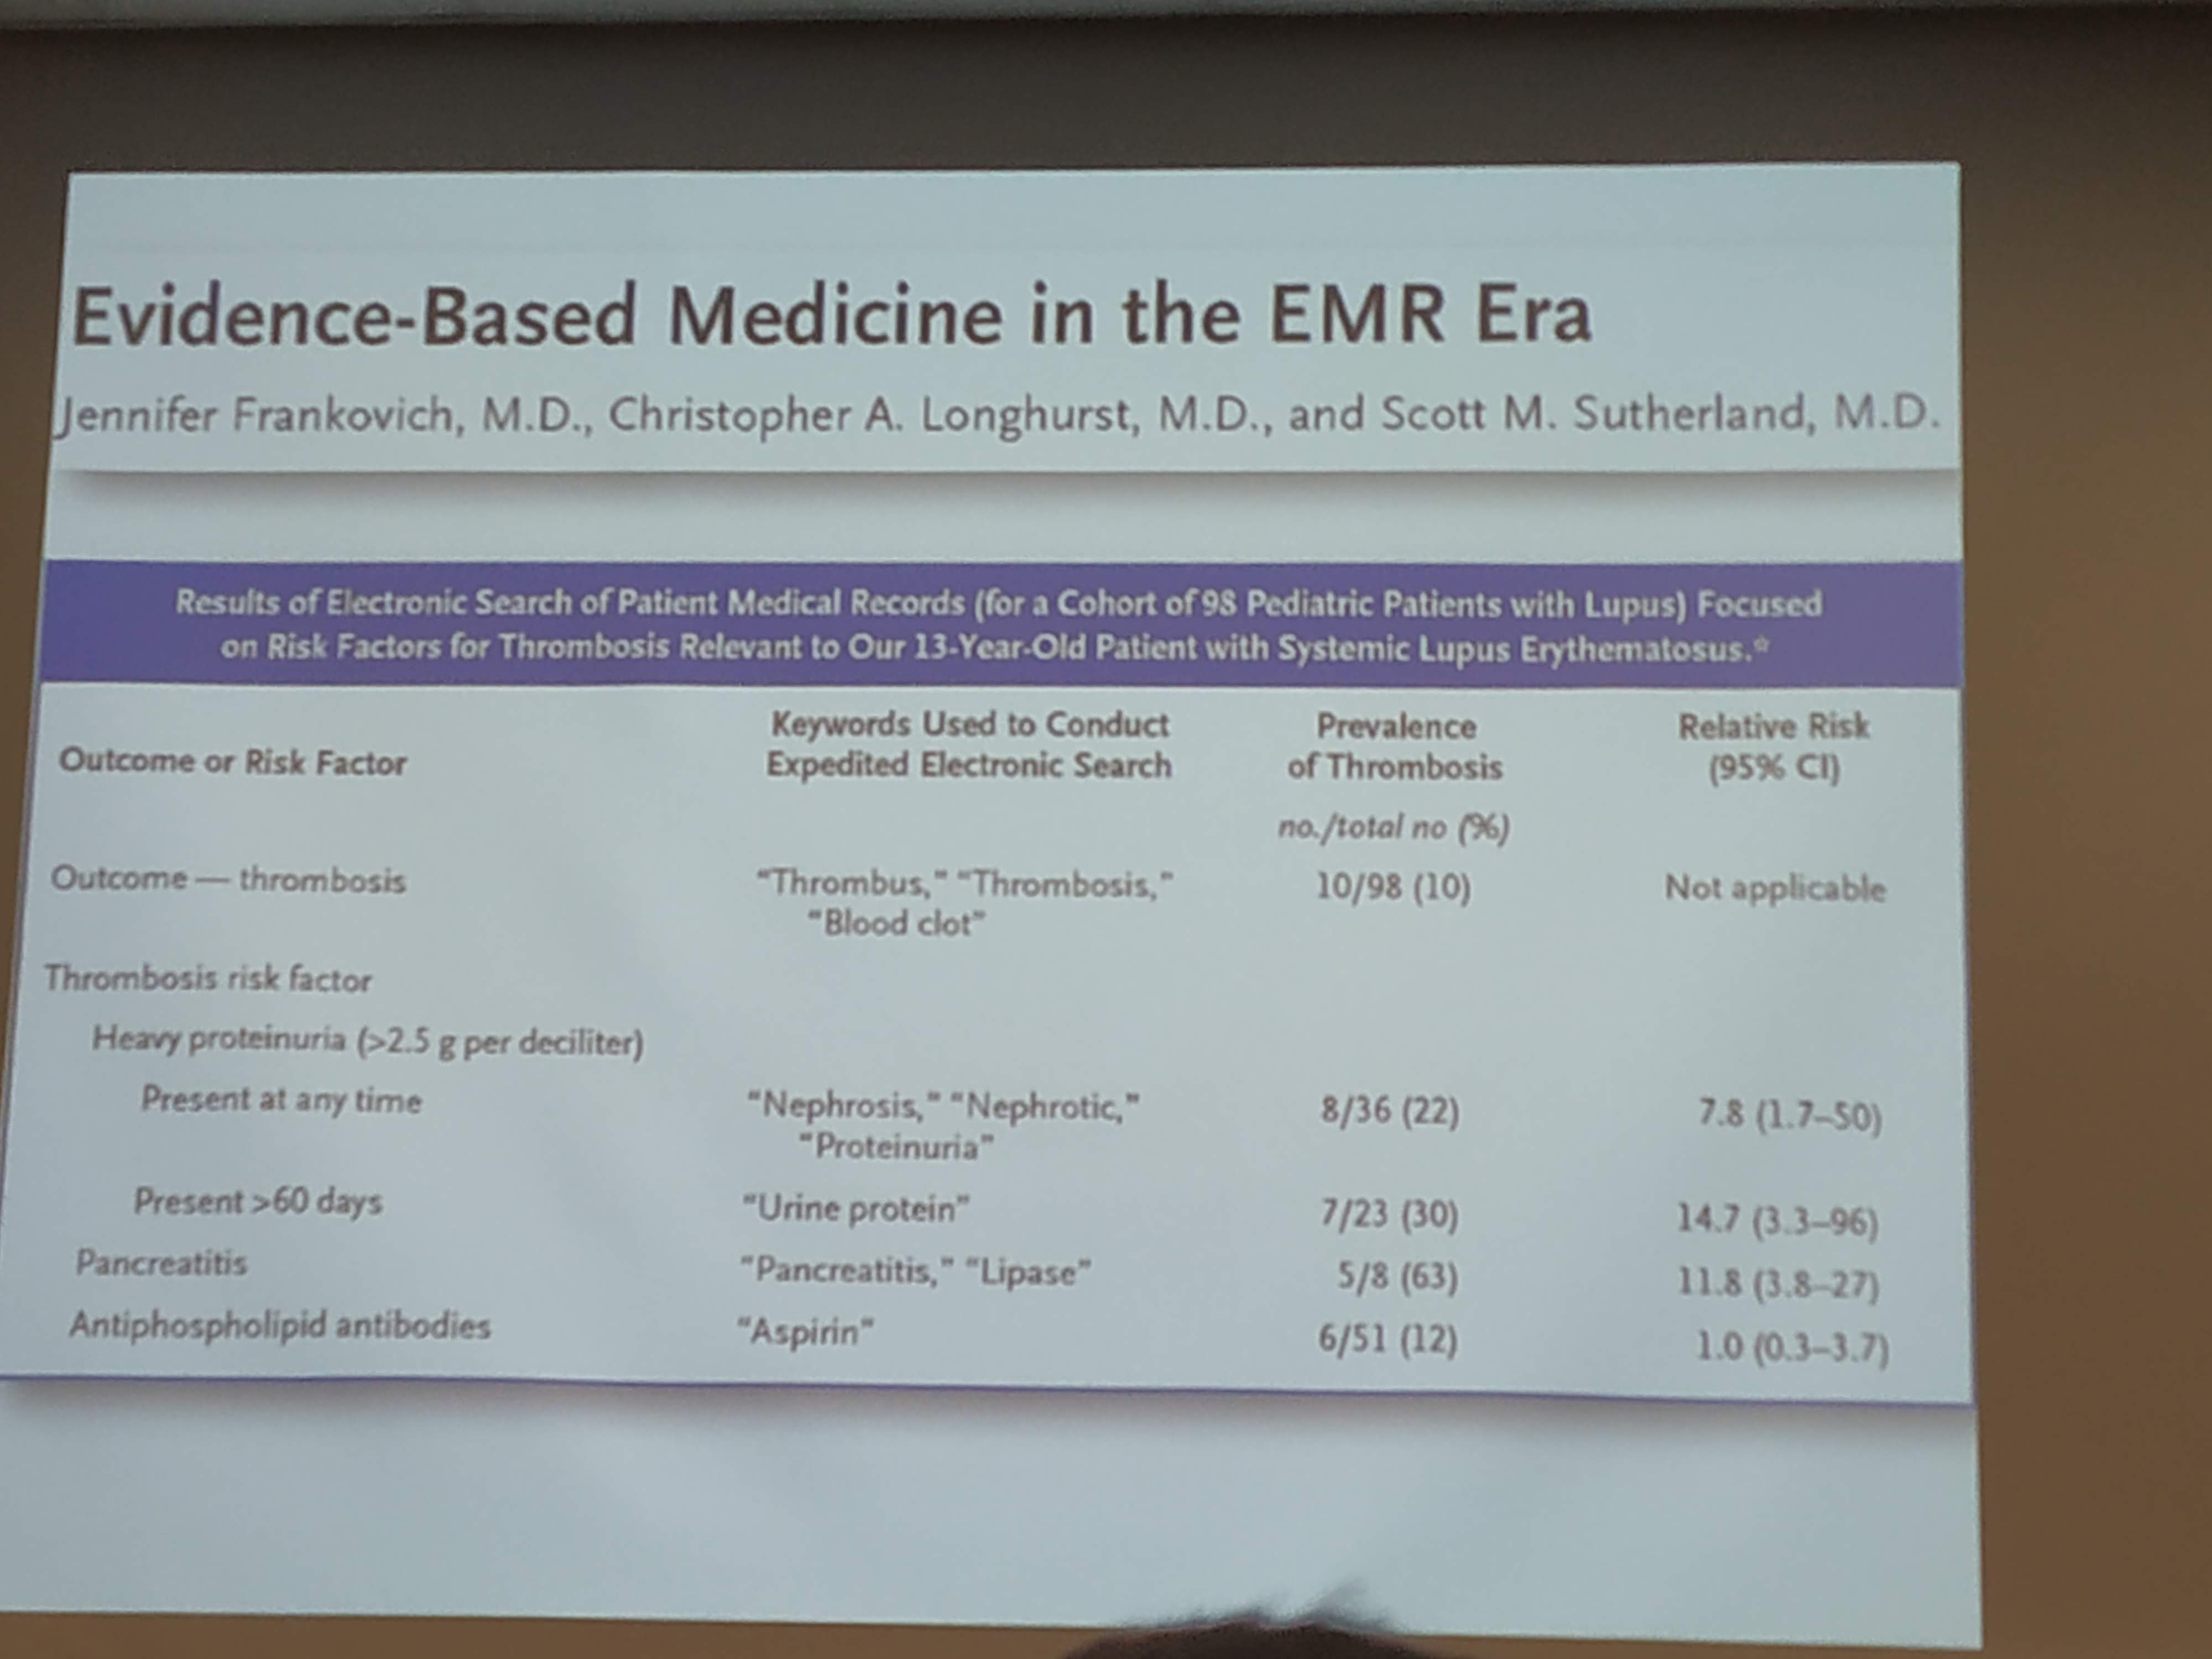 Evidence-Based Medicine in the EMR Era
Jennifer Frankovich, M.D., Christopher A. Longhurst, M.D., and Scott M. Sutherland, M.D.
Results of Electronic Search of Patient Medical Records (for a Cohort of 98 Pediatric Patients with Lupus) Focused
on Risk Factors for Thrombosis Relevant to Our 13-Year-Old Patient with Systemic Lupus Erythematosus.*
Outcome or Risk Factor
Keywords Used to Conduct
Expedited Electronic Search
Prevalence
of Thrombosis
Relative Risk
(95% CI)
no./total no (%)
Outcome — thrombosis
“Thrombus,” “Thrombosis,”
“Blood clot”
10/98 (10)
Not applicable
Thrombosis risk factor
Heavy proteinuria (>2.5 g per deciliter)
Present at any time
“Nephrosis,” “Nephrotic,”
“Proteinuria”
8/36 (22)
7.8 (1.7–50)
Present >60 days
“Urine protein”
7/23 (30)
14.7 (3.3–96)
Pancreatitis
“Pancreatitis,” “Lipase”
5/8 (63)
11.8 (3.8–27)
Antiphospholipid antibodies
“Aspirin”
6/51 (12)
1.0 (0.3–3.7)